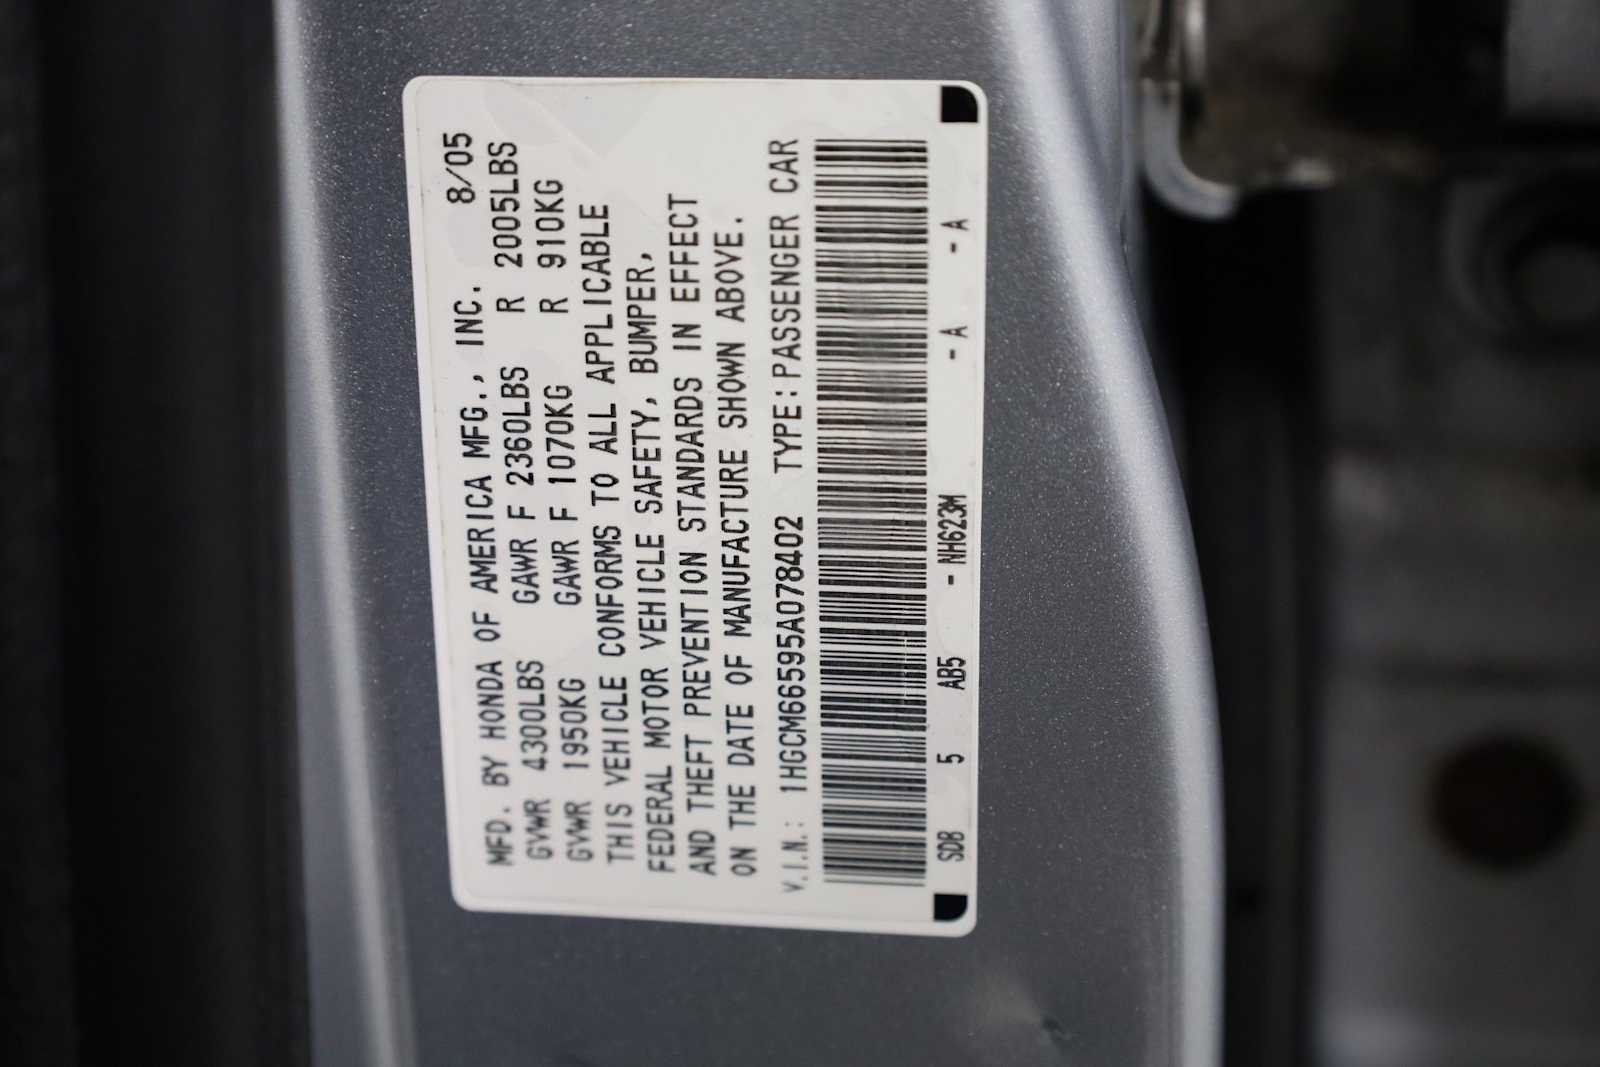 MFD. BY HONDA OF AMERICA MFG., INC. 8/05
GVWR 4300LBS GAWR F 2360LBS R 2005LBS
GVWR 1950KG GAWR F 1070KG R 910KG
THIS VEHICLE CONFORMS TO ALL APPLICABLE
FEDERAL MOTOR VEHICLE SAFETY, BUMPER,
AND THEFT PREVENTION STANDARDS IN EFFECT
ON THE DATE OF MANUFACTURE SHOWN ABOVE.
V.I.N.: 1HGCM66595A078402 TYPE:PASSENGER CAR
SDB 5 AB5 - NH623M - A - A